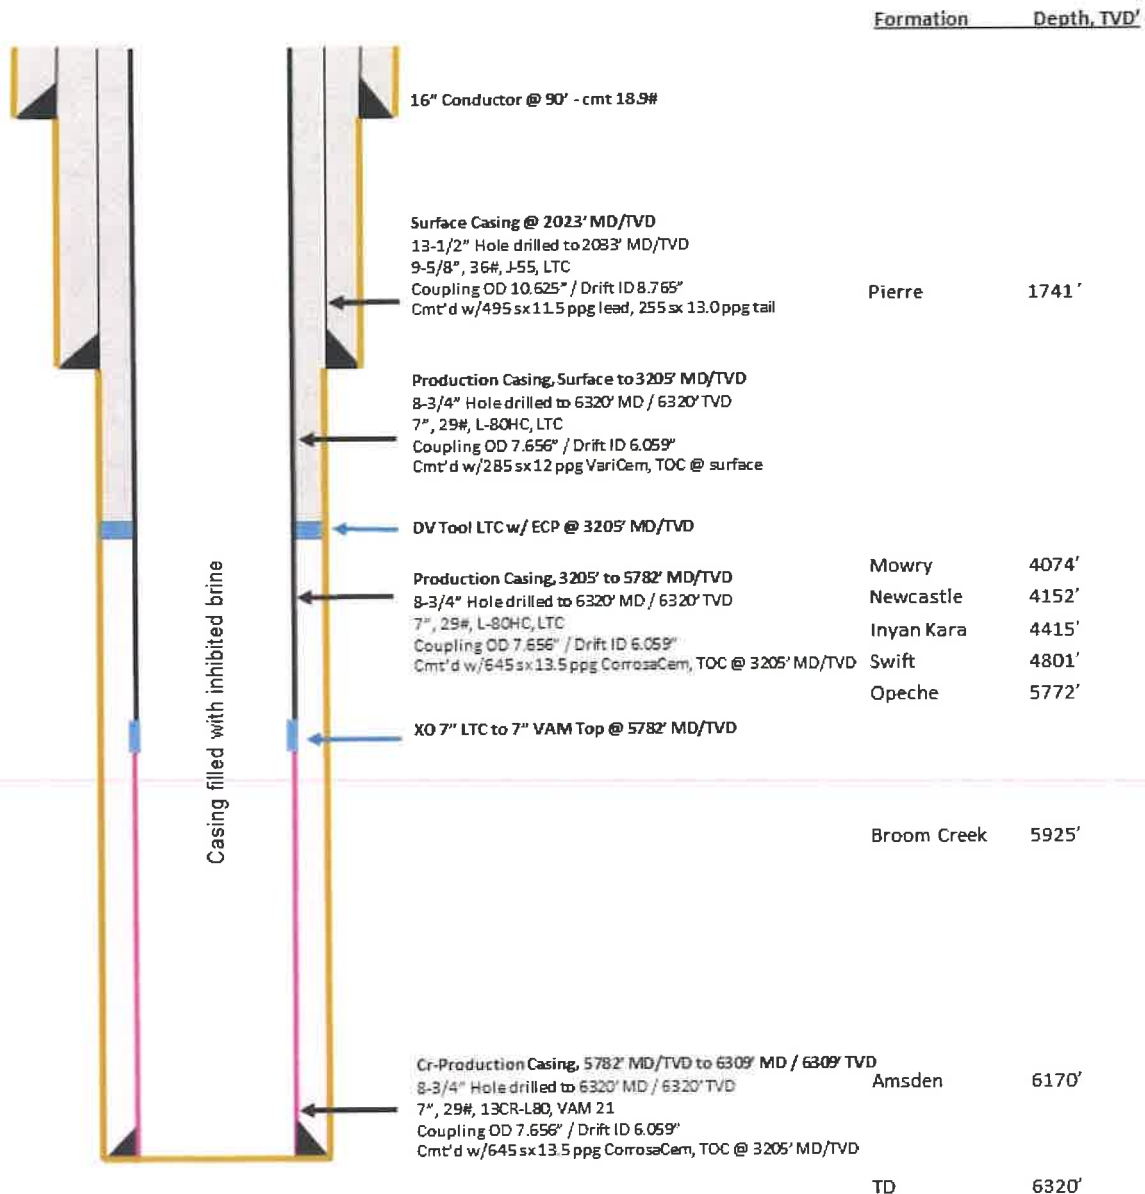 Formation Depth, TVD'
16" Conductor @ 90' - cmt 18.9#
Surface Casing @ 2023' MD/TVD
13-1/2" Hole drilled to 2033' MD/TVD
9-5/8", 36#, J-55, LTC
Coupling OD 10.625" / Drift ID 8.765"
Cmt'd w/495 sx 11.5 ppg lead, 255 sx 13.0 ppg tail
Pierre 1741'
Production Casing, Surface to 3205' MD/TVD
8-3/4" Hole drilled to 6320' MD / 6320' TVD
7", 29#, L-80HC, LTC
Coupling OD 7.656" / Drift ID 6.059"
Cmt'd w/285 sx 12 ppg VariCem, TOC @ surface
DV Tool LTC w/ ECP @ 3205' MD/TVD
Production Casing, 3205' to 5782' MD/TVD
8-3/4" Hole drilled to 6320' MD / 6320' TVD
7", 29#, L-80HC, LTC
Coupling OD 7.656" / Drift ID 6.059"
Cmt'd w/645 sx 13.5 ppg CorrosaCem, TOC @ 3205' MD/TVD
Mowry 4074'
Newcastle 4152'
Inyan Kara 4415'
Swift 4801'
Opeche 5772'
XO 7" LTC to 7" VAM Top @ 5782' MD/TVD
Casing filled with inhibited brine
Broom Creek 5925'
Cr-Production Casing, 5782' MD/TVD to 6309' MD / 6309' TVD
8-3/4" Hole drilled to 6320' MD / 6320' TVD
7", 29#, 13CR-L80, VAM 21
Coupling OD 7.656" / Drift ID 6.059"
Cmt'd w/645 sx 13.5 ppg CorrosaCem, TOC @ 3205' MD/TVD
Amsden 6170'
TD 6320'